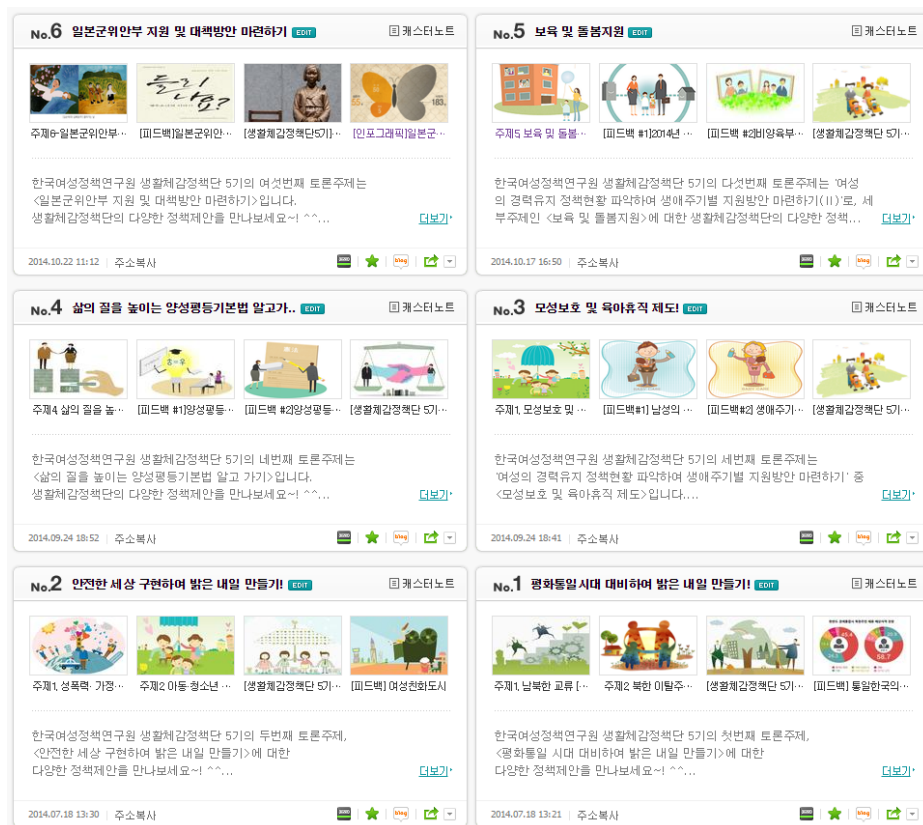 No.6 일본군위안부 지원 및 대책방안 마련하기 EDIT 캐스터노트
들리나요?
55% 183
주제6-일본군위안부… [피드백]일본군위안… [생활체감정책단5기]… [인포그래픽]일본군…
한국여성정책연구원 생활체감정책단 5기의 여섯번째 토론주제는
<일본군위안부 지원 및 대책방안 마련하기>입니다.
생활체감정책단의 다양한 정책제안을 만나보세요~! ^^... 더보기
2014.10.22 11:12 주소복사 blog
No.5 보육 및 돌봄지원 EDIT 캐스터노트
주제5, 보육 및 돌봄… [피드백 #1]2014년 … [피드백 #2]비양육부… [생활체감정책단 5기…
한국여성정책연구원 생활체감정책단 5기의 다섯번째 토론주제는 '여성
의 경력유지 정책현황 파악하여 생애주기별 지원방안 마련하기(II)'로, 세
부주제인 <보육 및 돌봄지원>에 대한 생활체감정책단의 다양한 정책... 더보기
2014.10.17 16:50 주소복사 blog
No.4 삶의 질을 높이는 양성평등기본법 알고가.. EDIT 캐스터노트
주제4, 삶의 질을 높… [피드백 #1]양성평등… [피드백 #2]양성평등… [생활체감정책단 5기…
한국여성정책연구원 생활체감정책단 5기의 네번째 토론주제는
<삶의 질을 높이는 양성평등기본법 알고 가기>입니다.
생활체감정책단의 다양한 정책제안을 만나보세요~! ^^... 더보기
2014.09.24 18:52 주소복사 blog
No.3 모성보호 및 육아휴직 제도! EDIT 캐스터노트
주제1, 모성보호 및 … [피드백#1] 남성의 … [피드백#2] 생애주기… [생활체감정책단 5기…
한국여성정책연구원 생활체감정책단 5기의 세번째 토론주제는
'여성의 경력유지 정책현황 파악하여 생애주기별 지원방안 마련하기' 중
<모성보호 및 육아휴직 제도>입니다.... 더보기
2014.09.24 18:41 주소복사 blog
No.2 안전한 세상 구현하여 밝은 내일 만들기! EDIT 캐스터노트
주제1, 성폭력· 가정… 주제2 아동·청소년 … [생활체감정책단 5기… [피드백] 여성친화도시
한국여성정책연구원 생활체감정책단 5기의 두번째 토론주제,
<안전한 세상 구현하여 밝은 내일 만들기>에 대한
다양한 정책제안을 만나보세요~! ^^... 더보기
2014.07.18 13:30 주소복사 blog
No.1 평화통일시대 대비하여 밝은 내일 만들기! EDIT 캐스터노트
주제1, 남북한 교류 [… 주제2 북한 이탈주… [생활체감정책단 5기… [피드백] 통일한국의…
한국여성정책연구원 생활체감정책단 5기의 첫번째 토론주제,
<평화통일 시대 대비하여 밝은 내일 만들기>에 대한
다양한 정책제안을 만나보세요~! ^^... 더보기
2014.07.18 13:21 주소복사 blog